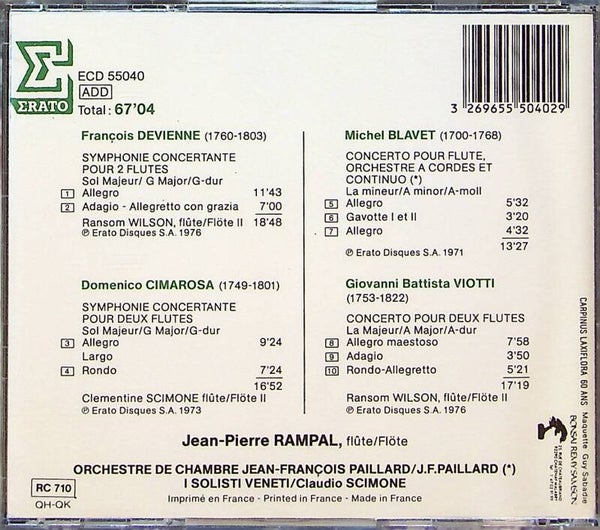 ERATO
ECD 55040
ADD
Total: 67'04
3 269655 504029
François DEVIENNE (1760-1803)
SYMPHONIE CONCERTANTE
POUR 2 FLUTES
Sol Majeur/ G Major/G-dur
1 Allegro 11'43
2 Adagio - Allegretto con grazia 7'00
Ransom WILSON, flûte/Flöte II 18'48
℗ Erato Disques S.A. 1976
Domenico CIMAROSA (1749-1801)
SYMPHONIE CONCERTANTE
POUR DEUX FLUTES
Sol Majeur/G Major/G-dur
3 Allegro 9'24
Largo
4 Rondo 7'24
16'52
Clementine SCIMONE flûte/Flöte II
℗ Erato Disques S.A. 1973
Michel BLAVET (1700-1768)
CONCERTO POUR FLUTE,
ORCHESTRE A CORDES ET
CONTINUO (*)
La mineur/A minor/A-moll
5 Allegro 5'32
6 Gavotte I et II 3'20
7 Allegro 4'32
13'27
℗ Erato Disques S.A. 1971
Giovanni Battista VIOTTI
(1753-1822)
CONCERTO POUR DEUX FLUTES
La Majeur/A Major/A-dur
8 Allegro maestoso 7'58
9 Adagio 3'50
10 Rondo-Allegretto 5'21
17'19
Ransom WILSON, flûte/Flöte II
℗ Erato Disques S.A. 1976
Jean-Pierre RAMPAL, flûte/Flöte
ORCHESTRE DE CHAMBRE JEAN-FRANÇOIS PAILLARD/J.F.PAILLARD (*)
I SOLISTI VENETI/Claudio SCIMONE
Imprimé en France - Printed in France - Made in France
RC 710
QH-QK
CARPINUS LAXIFLORA 60 ANS Maquette Guy Sabadie
BONSAI REMY SAMSON